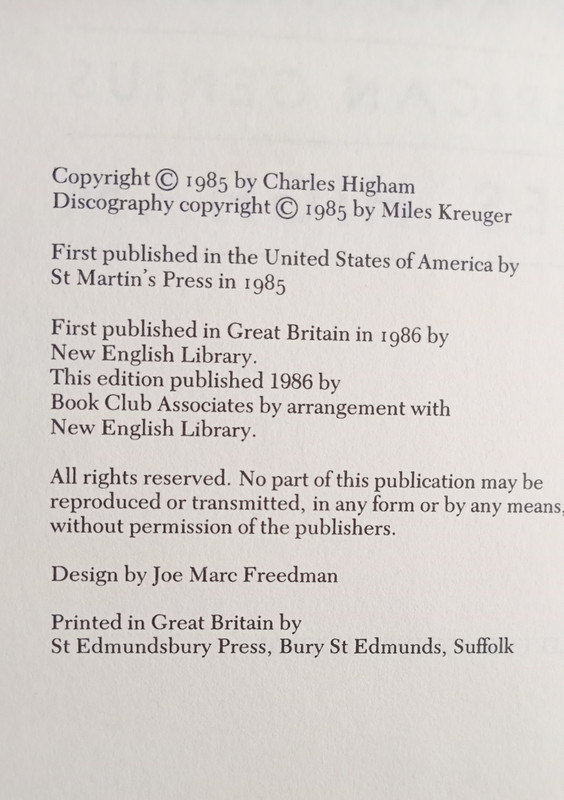 Copyright © 1985 by Charles Higham
Discography copyright © 1985 by Miles Kreuger
First published in the United States of America by
St Martin's Press in 1985
First published in Great Britain in 1986 by
New English Library.
This edition published 1986 by
Book Club Associates by arrangement with
New English Library.
All rights reserved. No part of this publication may be
reproduced or transmitted, in any form or by any means,
without permission of the publishers.
Design by Joe Marc Freedman
Printed in Great Britain by
St Edmundsbury Press, Bury St Edmunds, Suffolk